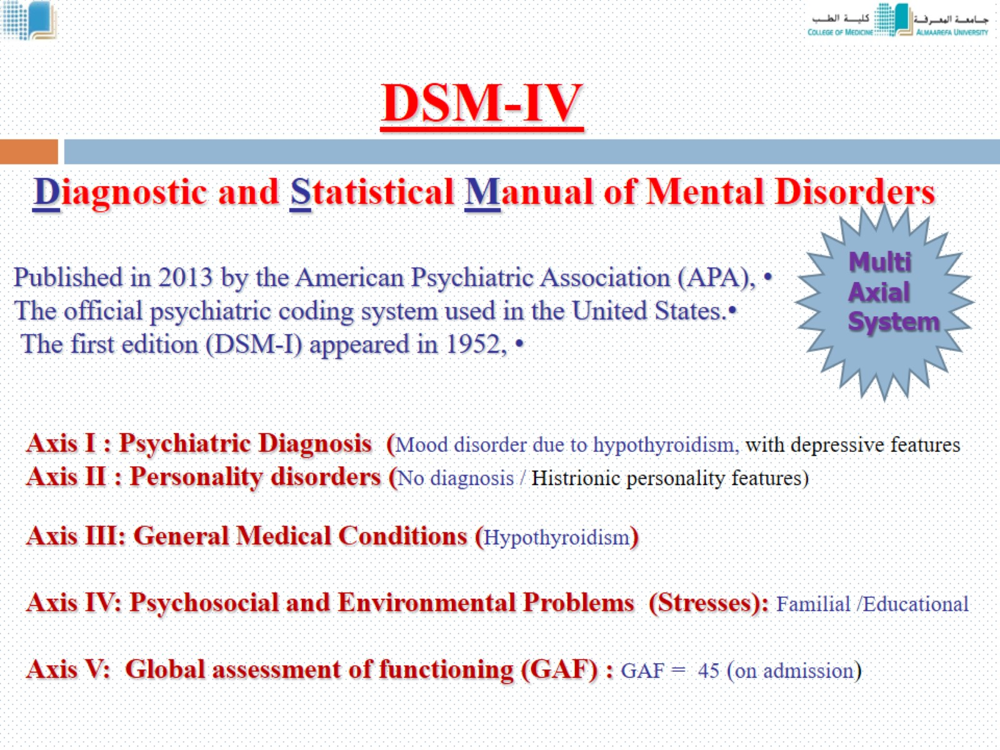 كلية الطب
COLLEGE OF MEDICINE
جامعة المعرفة
ALMAAREFA UNIVERSITY
DSM-IV
Diagnostic and Statistical Manual of Mental Disorders
Multi
Axial
System
Published in 2013 by the American Psychiatric Association (APA), •
The official psychiatric coding system used in the United States.•
The first edition (DSM-I) appeared in 1952, •
Axis I : Psychiatric Diagnosis (Mood disorder due to hypothyroidism, with depressive features
Axis II : Personality disorders (No diagnosis / Histrionic personality features)
Axis III: General Medical Conditions (Hypothyroidism)
Axis IV: Psychosocial and Environmental Problems (Stresses): Familial /Educational
Axis V: Global assessment of functioning (GAF) : GAF = 45 (on admission)